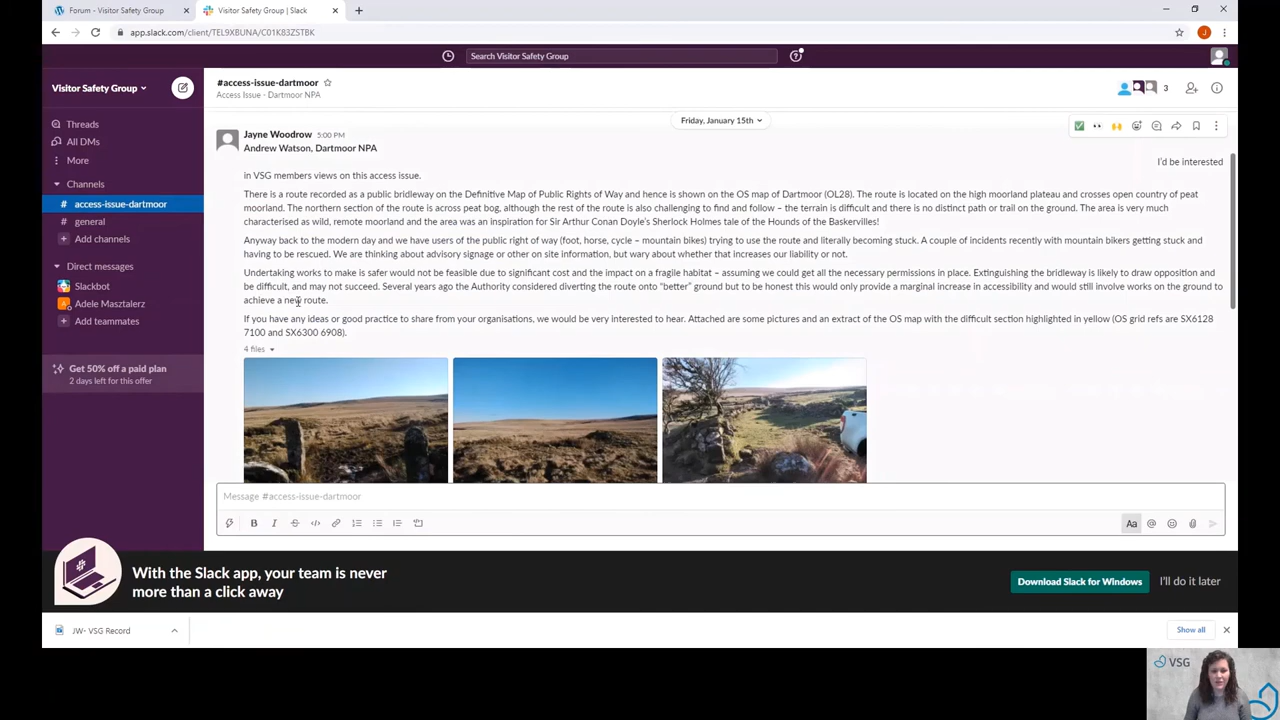 Forum - Visitor Safety Group
Visitor Safety Group | Slack
app.slack.com/client/TEL9XBUNA/C01K83ZSTBK
J
Search Visitor Safety Group
Visitor Safety Group
Threads
All DMs
More
Channels
# access-issue-dartmoor
# general
Add channels
Direct messages
Slackbot
Adele Masztalerz
Add teammates
Get 50% off a paid plan
2 days left for this offer
#access-issue-dartmoor
Access Issue - Dartmoor NPA
3
Friday, January 15th
Jayne Woodrow 5:00 PM
Andrew Watson, Dartmoor NPA
I'd be interested
in VSG members views on this access issue.
There is a route recorded as a public bridleway on the Definitive Map of Public Rights of Way and hence is shown on the OS map of Dartmoor (OL28). The route is located on the high moorland plateau and crosses open country of peat
moorland. The northern section of the route is across peat bog, although the rest of the route is also challenging to find and follow – the terrain is difficult and there is no distinct path or trail on the ground. The area is very much
characterised as wild, remote moorland and the area was an inspiration for Sir Arthur Conan Doyle's Sherlock Holmes tale of the Hounds of the Baskervilles!
Anyway back to the modern day and we have users of the public right of way (foot, horse, cycle – mountain bikes) trying to use the route and literally becoming stuck. A couple of incidents recently with mountain bikers getting stuck and
having to be rescued. We are thinking about advisory signage or other on site information, but wary about whether that increases our liability or not.
Undertaking works to make is safer would not be feasible due to significant cost and the impact on a fragile habitat – assuming we could get all the necessary permissions in place. Extinguishing the bridleway is likely to draw opposition and
be difficult, and may not succeed. Several years ago the Authority considered diverting the route onto "better" ground but to be honest this would only provide a marginal increase in accessibility and would still involve works on the ground to
achieve a new route.
If you have any ideas or good practice to share from your organisations, we would be very interested to hear. Attached are some pictures and an extract of the OS map with the difficult section highlighted in yellow (OS grid refs are SX6128
7100 and SX6300 6908).
4 files
Message #access-issue-dartmoor
B I S
Aa
With the Slack app, your team is never
more than a click away
Download Slack for Windows
I'll do it later
JW- VSG Record
Show all
VSG